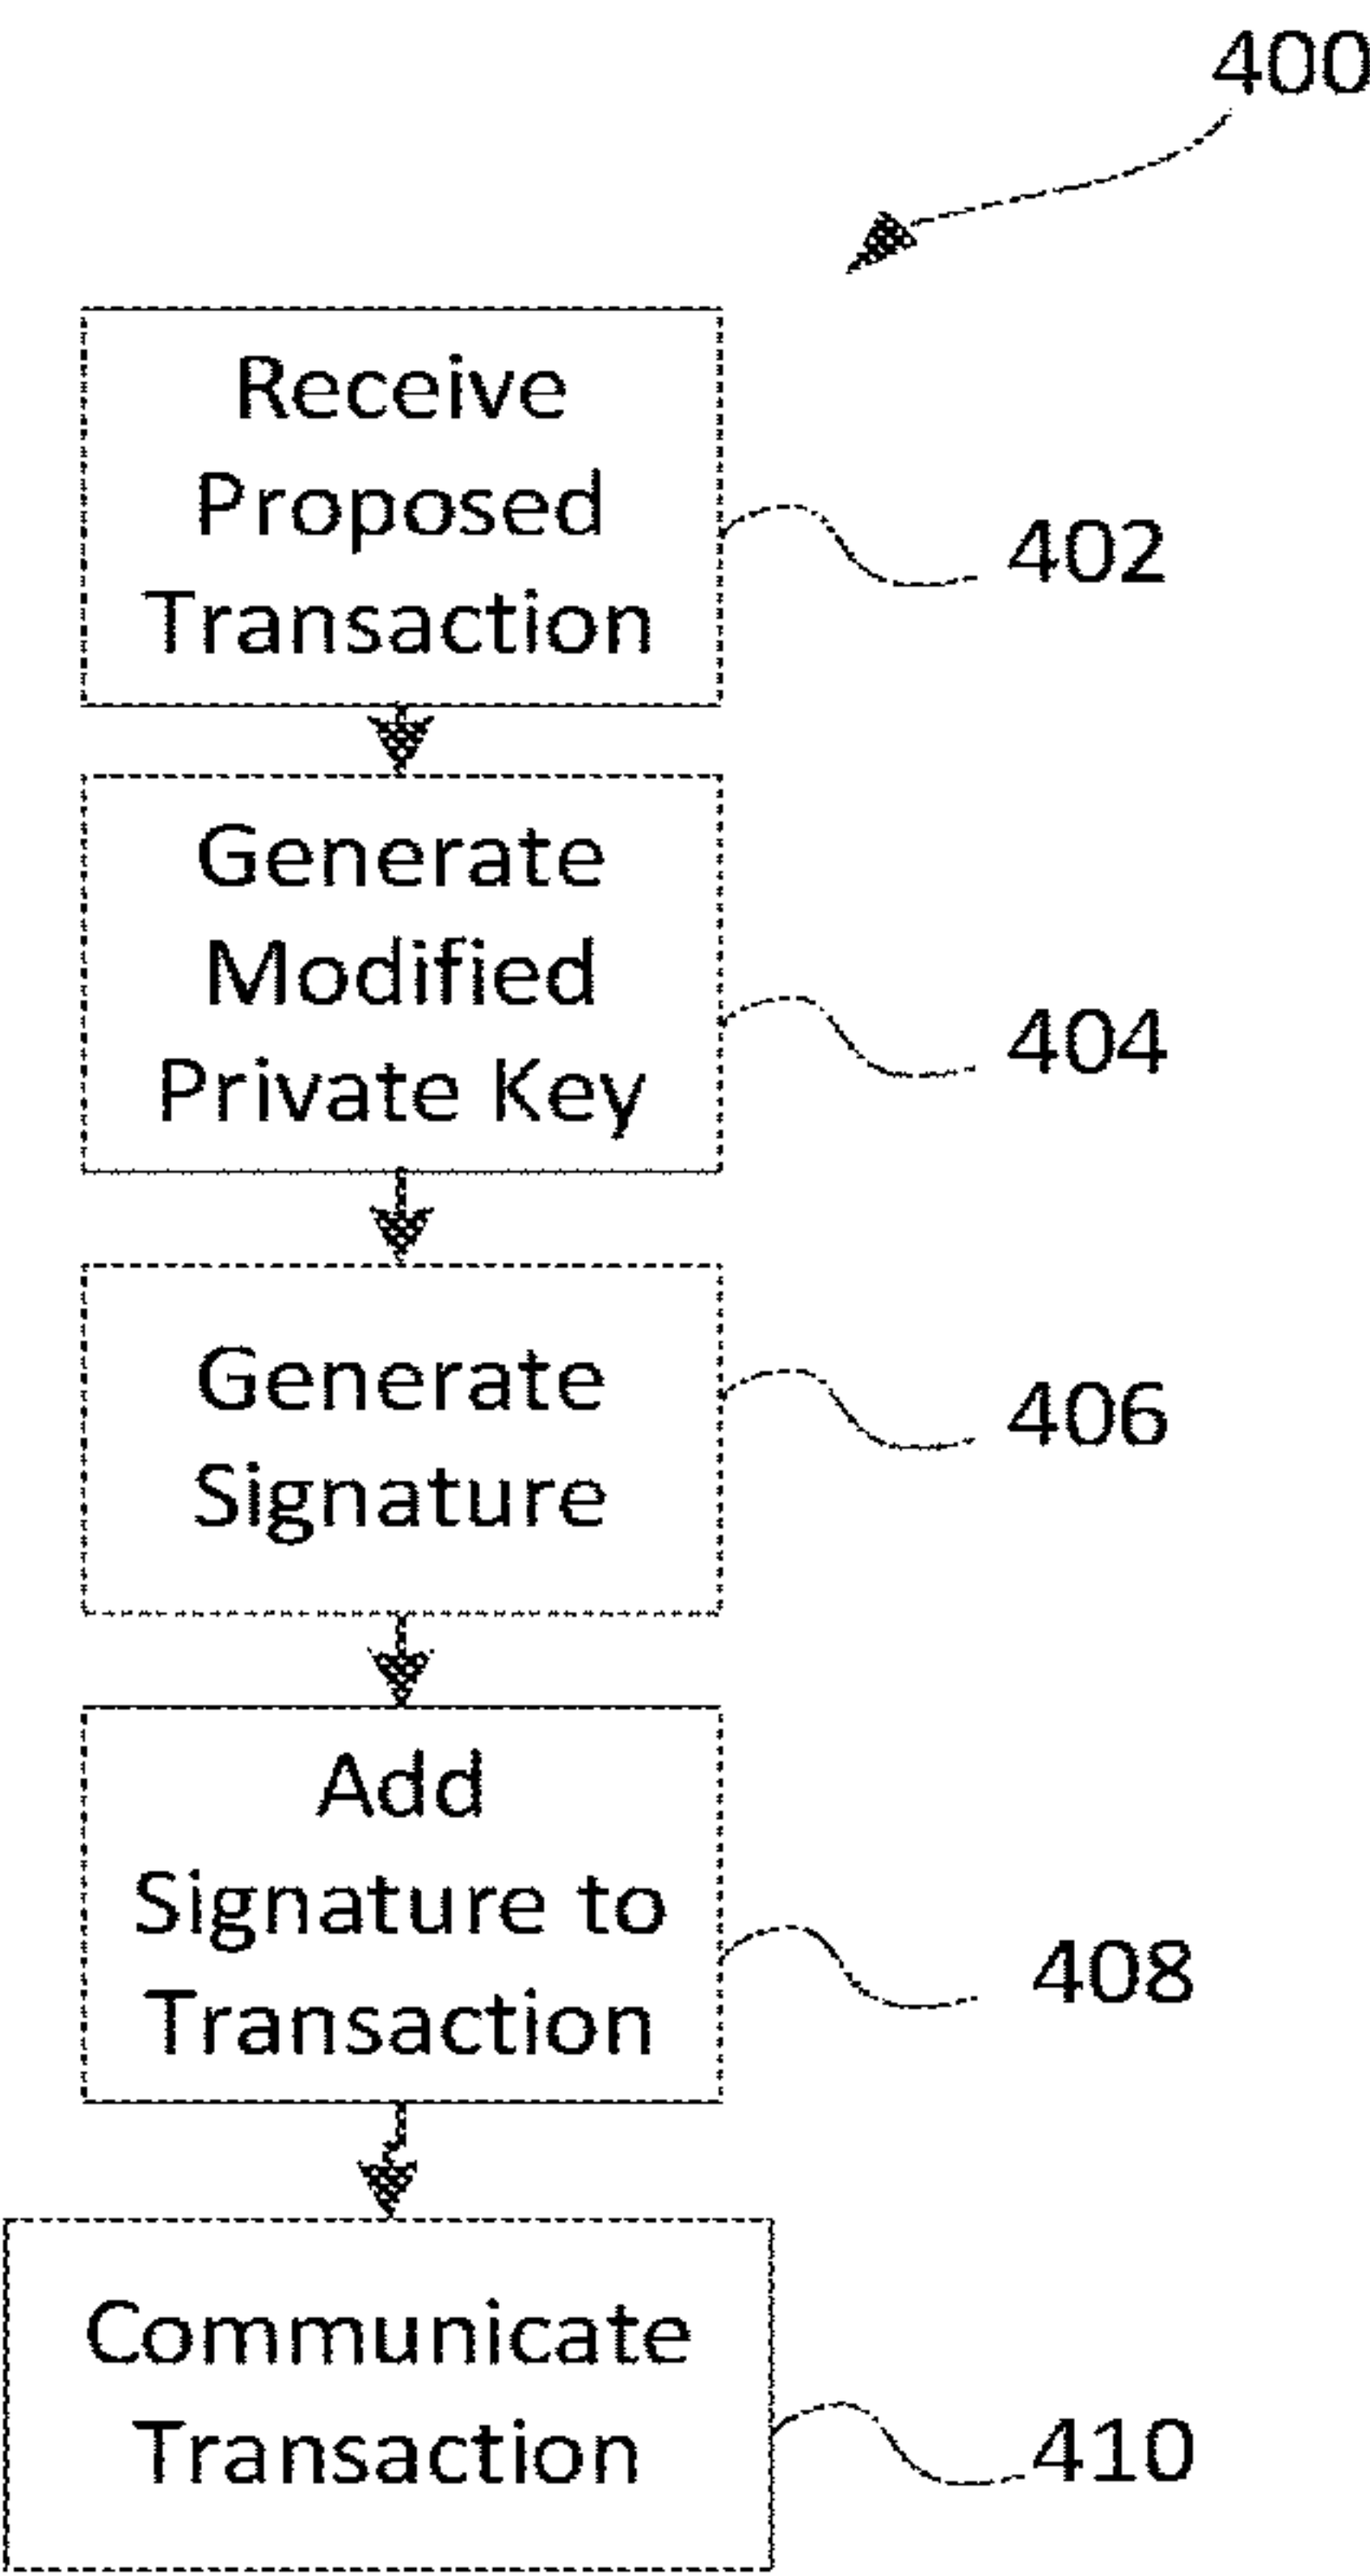 400
Receive
Proposed
Transaction
402
Generate
Modified
Private Key
404
Generate
Signature
406
Add
Signature to
Transaction
408
Communicate
Transaction
410